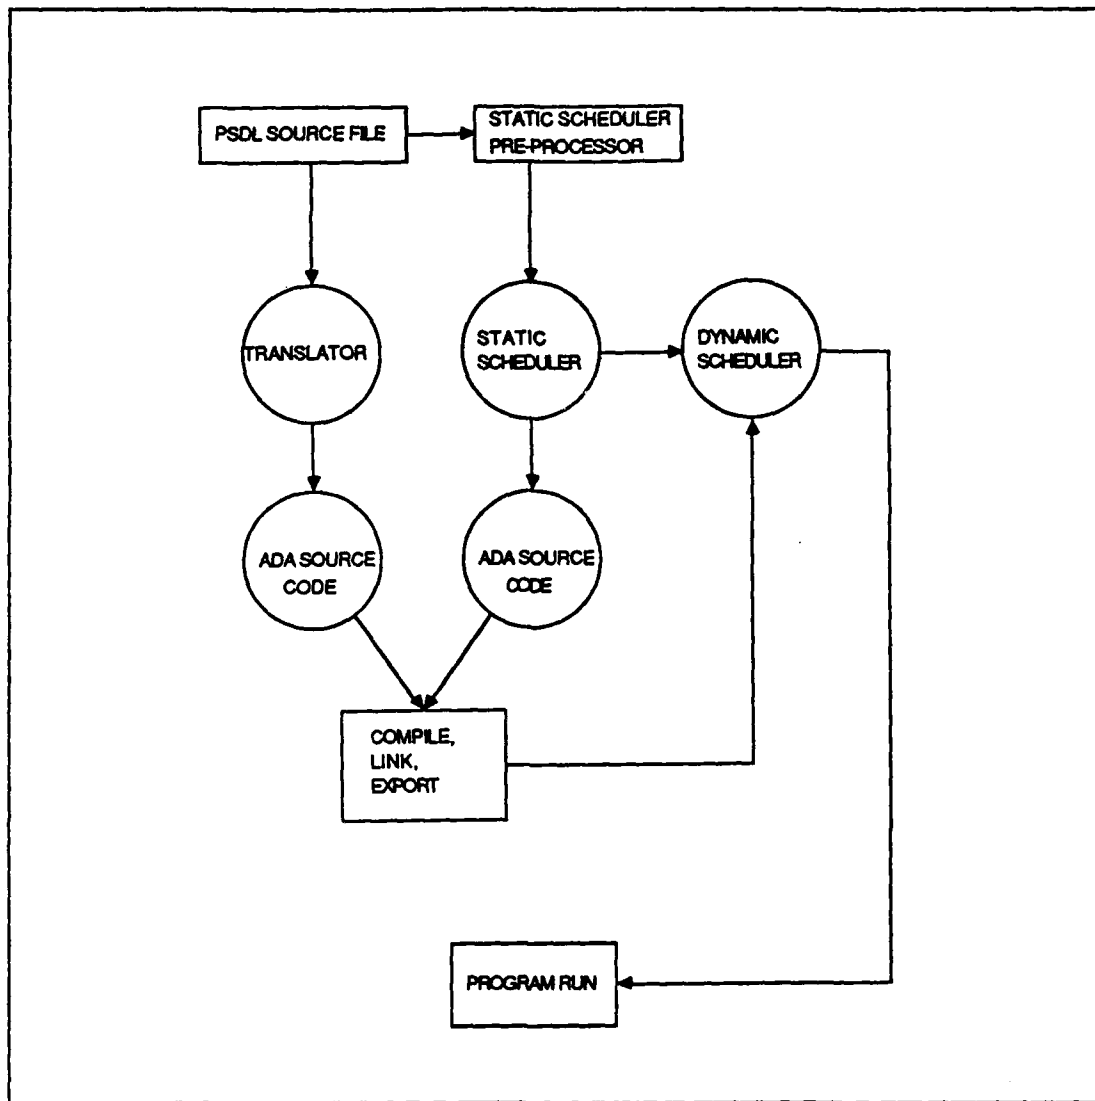 PSDL SOURCE FILE
STATIC SCHEDULER
PRE-PROCESSOR
TRANSLATOR
STATIC
SCHEDULER
DYNAMIC
SCHEDULER
ADA SOURCE
CODE
ADA SOURCE
CODE
COMPILE,
LINK,
EXPORT
PROGRAM RUN